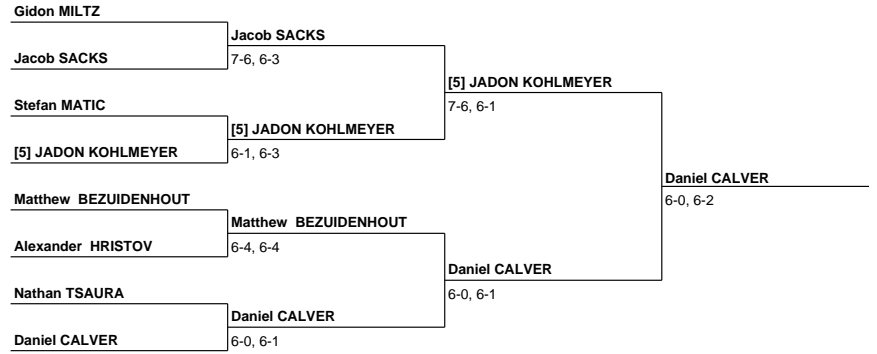 Gidon MILTZ
Jacob SACKS
Jacob SACKS
7-6, 6-3
[5] JADON KOHLMEYER
Stefan MATIC
7-6, 6-1
[5] JADON KOHLMEYER
[5] JADON KOHLMEYER
6-1, 6-3
Daniel CALVER
Matthew  BEZUIDENHOUT
6-0, 6-2
Matthew  BEZUIDENHOUT
Alexander  HRISTOV
6-4, 6-4
Daniel CALVER
Nathan TSAURA
6-0, 6-1
Daniel CALVER
Daniel CALVER
6-0, 6-1